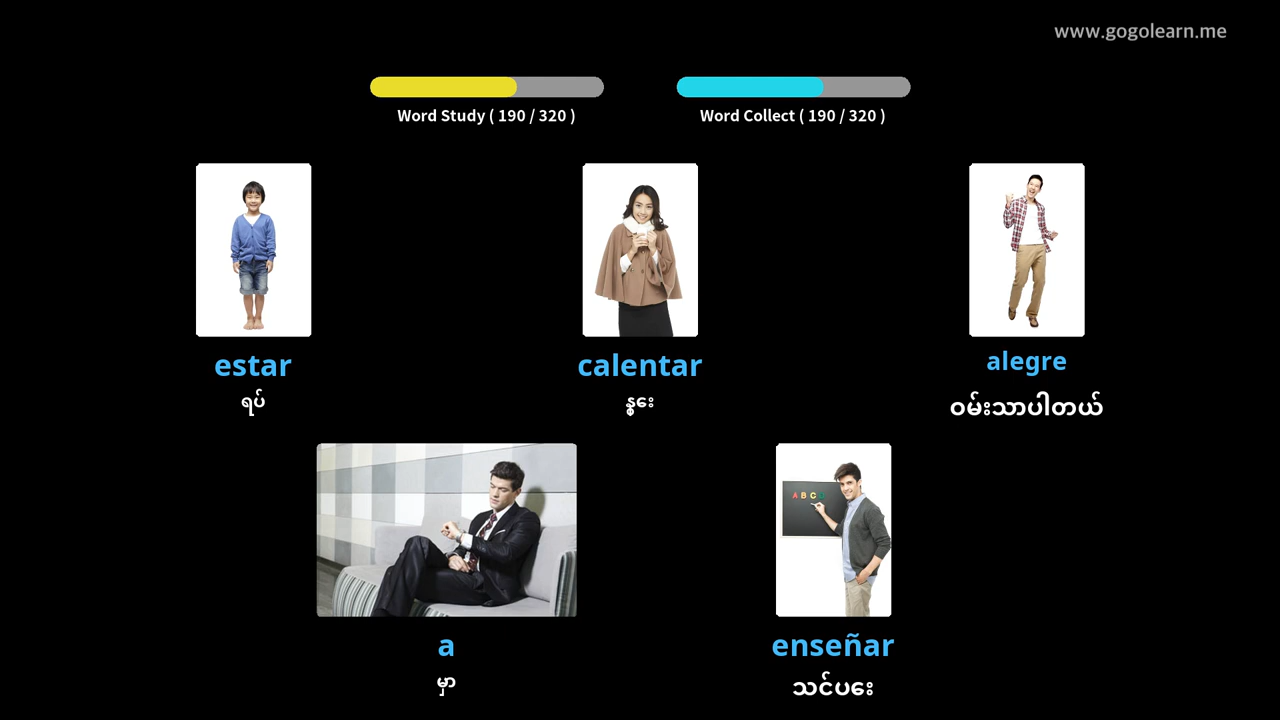 www.gogolearn.me
Word Study ( 190 / 320 )
Word Collect ( 190 / 320 )
estar
ရပ်
calentar
နွှေး
alegre
ဝမ်းသာပါတယ်
A B C D
a
မှာ
enseñar
သင်ပေး